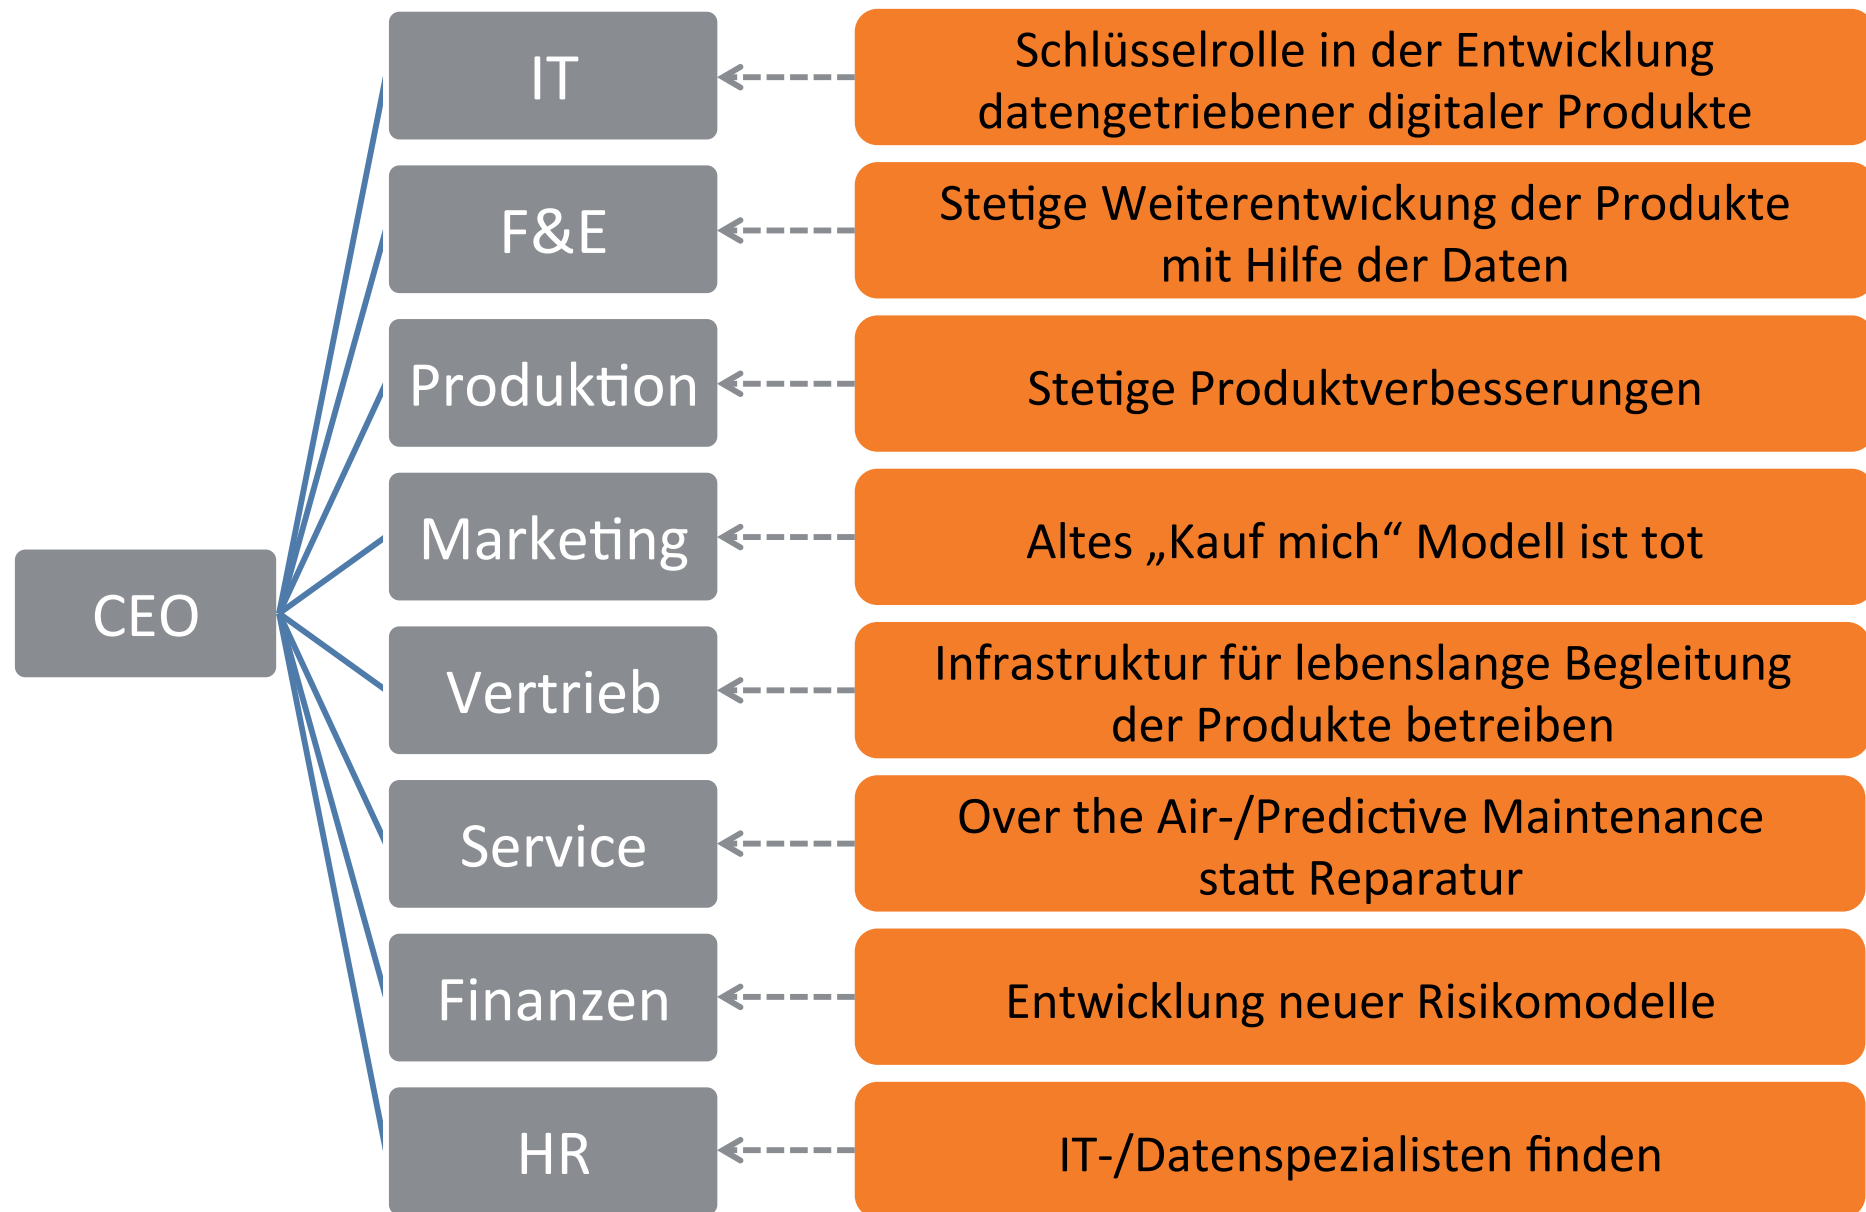 CEO
IT
Schlüsselrolle in der Entwicklung
datengetriebener digitaler Produkte
F&E
Stetige Weiterentwickung der Produkte
mit Hilfe der Daten
Produktion
Stetige Produktverbesserungen
Marketing
Altes „Kauf mich“ Modell ist tot
Vertrieb
Infrastruktur für lebenslange Begleitung
der Produkte betreiben
Service
Over the Air-/Predictive Maintenance
statt Reparatur
Finanzen
Entwicklung neuer Risikomodelle
HR
IT-/Datenspezialisten finden